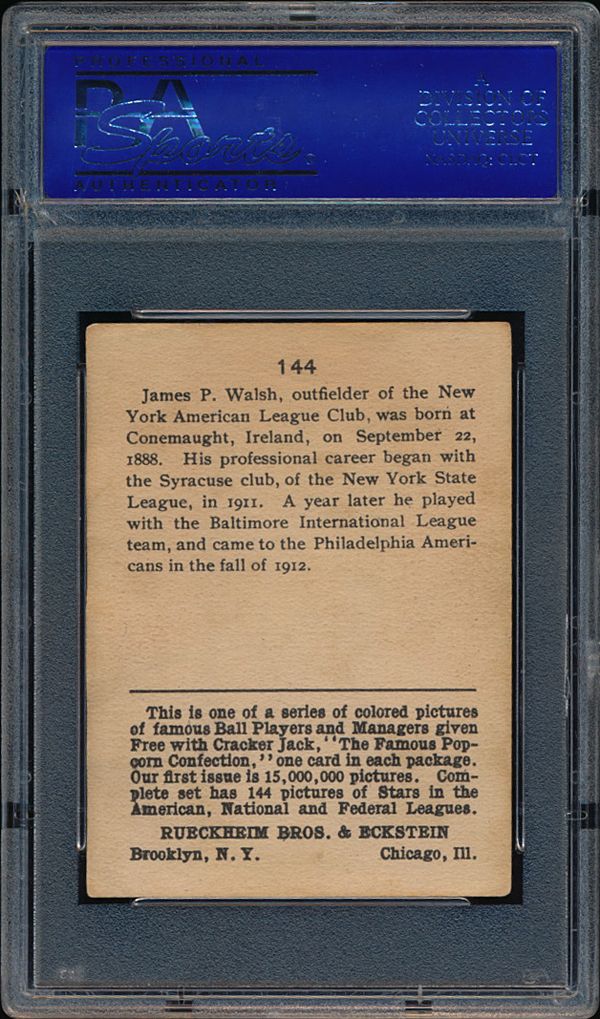 PROFESSIONAL
PSA
Sports
AUTHENTICATOR
A
DIVISION OF
COLLECTORS
UNIVERSE
NASDAQ: CLCT
144
James P. Walsh, outfielder of the New
York American League Club, was born at
Conemaught, Ireland, on September 22,
1888. His professional career began with
the Syracuse club, of the New York State
League, in 1911. A year later he played
with the Baltimore International League
team, and came to the Philadelphia Ameri-
cans in the fall of 1912.
This is one of a series of colored pictures
of famous Ball Players and Managers given
Free with Cracker Jack, "The Famous Pop-
corn Confection," one card in each package.
Our first issue is 15,000,000 pictures. Com-
plete set has 144 pictures of Stars in the
American, National and Federal Leagues.
RUECKHEIM BROS. & ECKSTEIN
Brooklyn, N. Y. Chicago, Ill.